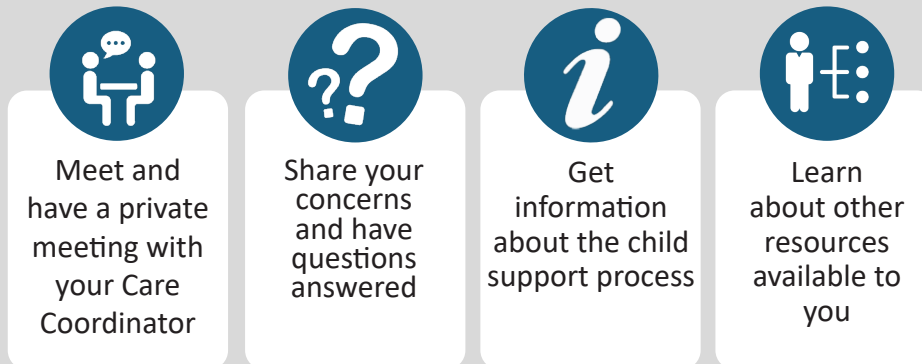 Meet and
have a private
meeting with
your Care
Coordinator
Share your
concerns
and have
questions
answered
Get
information
about the child
support process
Learn
about other
resources
available to
you